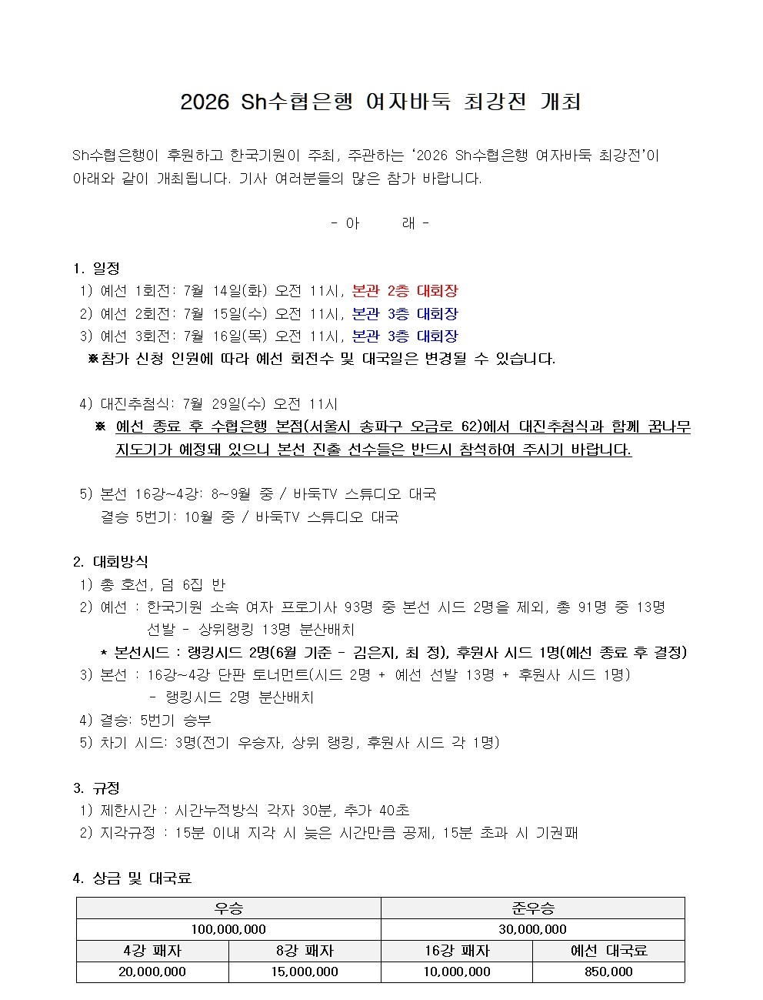 2026 Sh수협은행 여자바둑 최강전 개최
Sh수협은행이 후원하고 한국기원이 주최, 주관하는 ‘2026 Sh수협은행 여자바둑 최강전’이
아래와 같이 개최됩니다. 기사 여러분들의 많은 참가 바랍니다.
- 아 래 -
1. 일정
1) 예선 1회전: 7월 14일(화) 오전 11시, 본관 2층 대회장
2) 예선 2회전: 7월 15일(수) 오전 11시, 본관 3층 대회장
3) 예선 3회전: 7월 16일(목) 오전 11시, 본관 3층 대회장
※참가 신청 인원에 따라 예선 회전수 및 대국일은 변경될 수 있습니다.
4) 대진추첨식: 7월 29일(수) 오전 11시
※ 예선 종료 후 수협은행 본점(서울시 송파구 오금로 62)에서 대진추첨식과 함께 꿈나무
지도기가 예정돼 있으니 본선 진출 선수들은 반드시 참석하여 주시기 바랍니다.
5) 본선 16강~4강: 8~9월 중 / 바둑TV 스튜디오 대국
결승 5번기: 10월 중 / 바둑TV 스튜디오 대국
2. 대회방식
1) 총 호선, 덤 6집 반
2) 예선 : 한국기원 소속 여자 프로기사 93명 중 본선 시드 2명을 제외, 총 91명 중 13명
선발 - 상위랭킹 13명 분산배치
* 본선시드 : 랭킹시드 2명(6월 기준 - 김은지, 최 정), 후원사 시드 1명(예선 종료 후 결정)
3) 본선 : 16강~4강 단판 토너먼트(시드 2명 + 예선 선발 13명 + 후원사 시드 1명)
- 랭킹시드 2명 분산배치
4) 결승: 5번기 승부
5) 차기 시드: 3명(전기 우승자, 상위 랭킹, 후원사 시드 각 1명)
3. 규정
1) 제한시간 : 시간누적방식 각자 30분, 추가 40초
2) 지각규정 : 15분 이내 지각 시 늦은 시간만큼 공제, 15분 초과 시 기권패
4. 상금 및 대국료
우승 준우승
100,000,000 30,000,000
4강 패자 8강 패자 16강 패자 예선 대국료
20,000,000 15,000,000 10,000,000 850,000